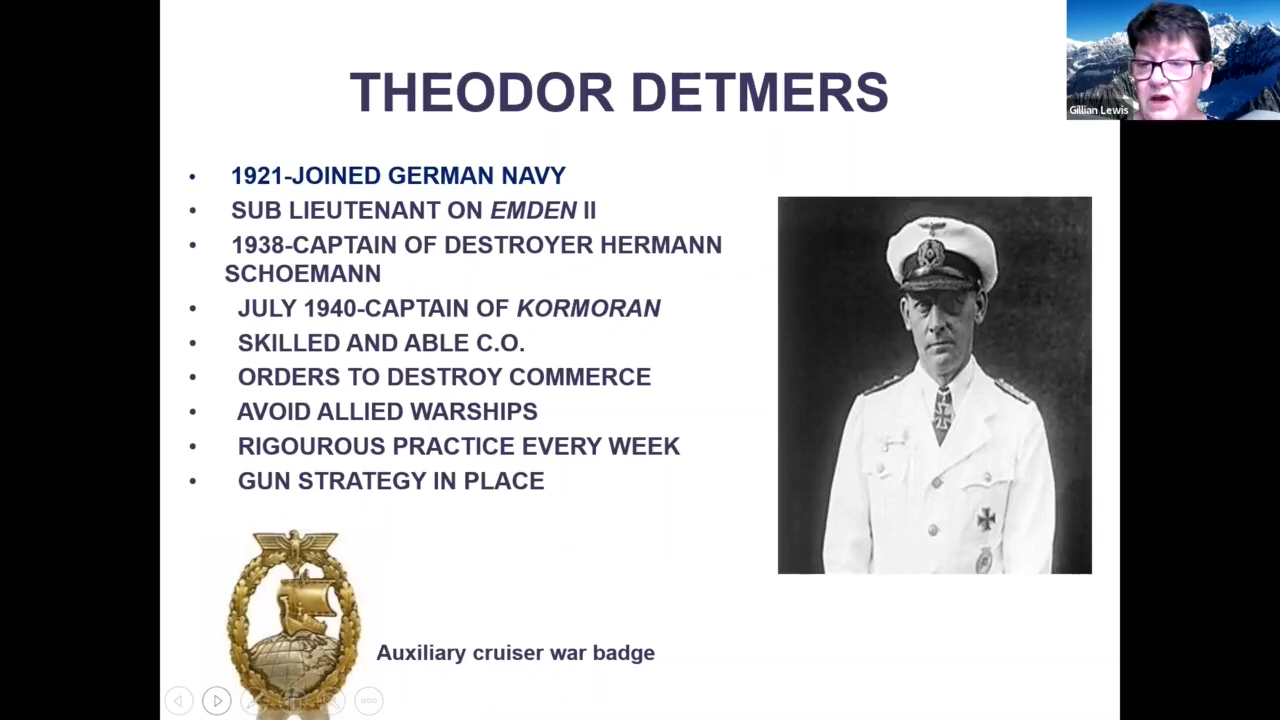 THEODOR DETMERS
Gillian Lewis
• 1921-JOINED GERMAN NAVY
• SUB LIEUTENANT ON EMDEN II
• 1938-CAPTAIN OF DESTROYER HERMANN
SCHOEMANN
• JULY 1940-CAPTAIN OF KORMORAN
• SKILLED AND ABLE C.O.
• ORDERS TO DESTROY COMMERCE
• AVOID ALLIED WARSHIPS
• RIGOUROUS PRACTICE EVERY WEEK
• GUN STRATEGY IN PLACE
Auxiliary cruiser war badge